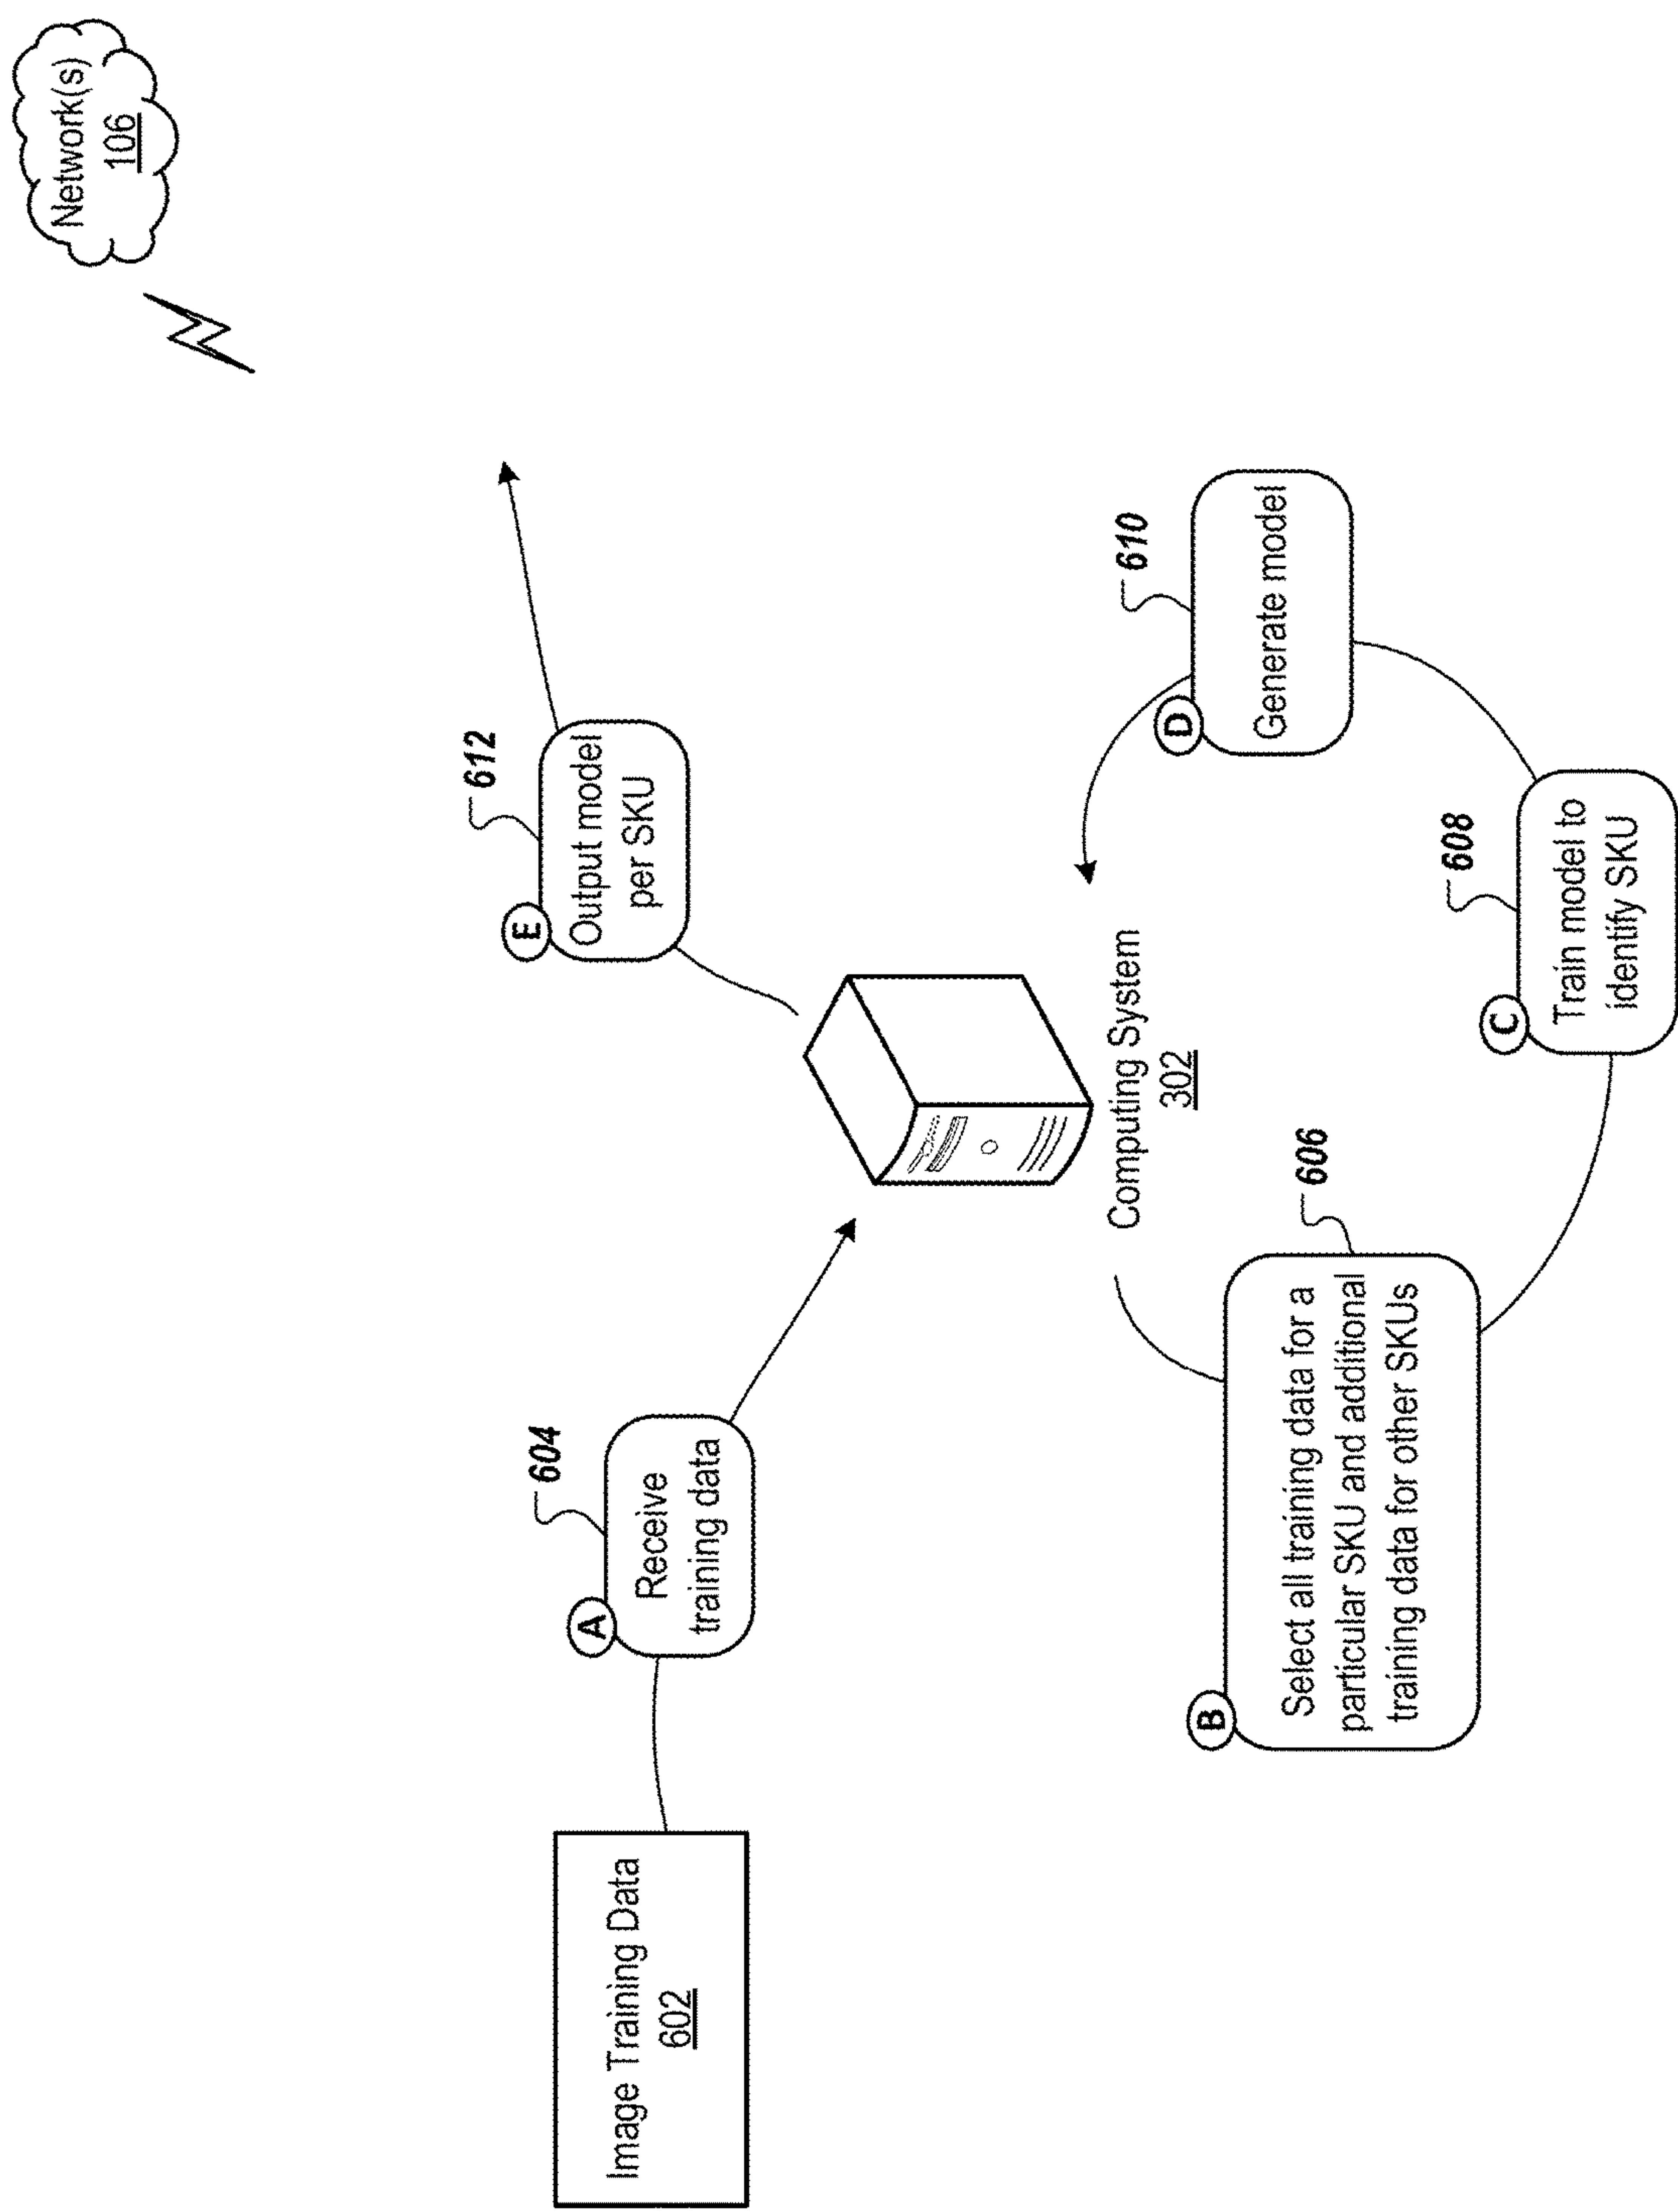 Network(s)
106
Image Training Data
602
A
604
Receive
training data
Computing System
302
B
606
Select all training data for a
particular SKU and additional
training data for other SKUs
C
608
Train model to
identify SKU
D
610
Generate model
E
612
Output model
per SKU